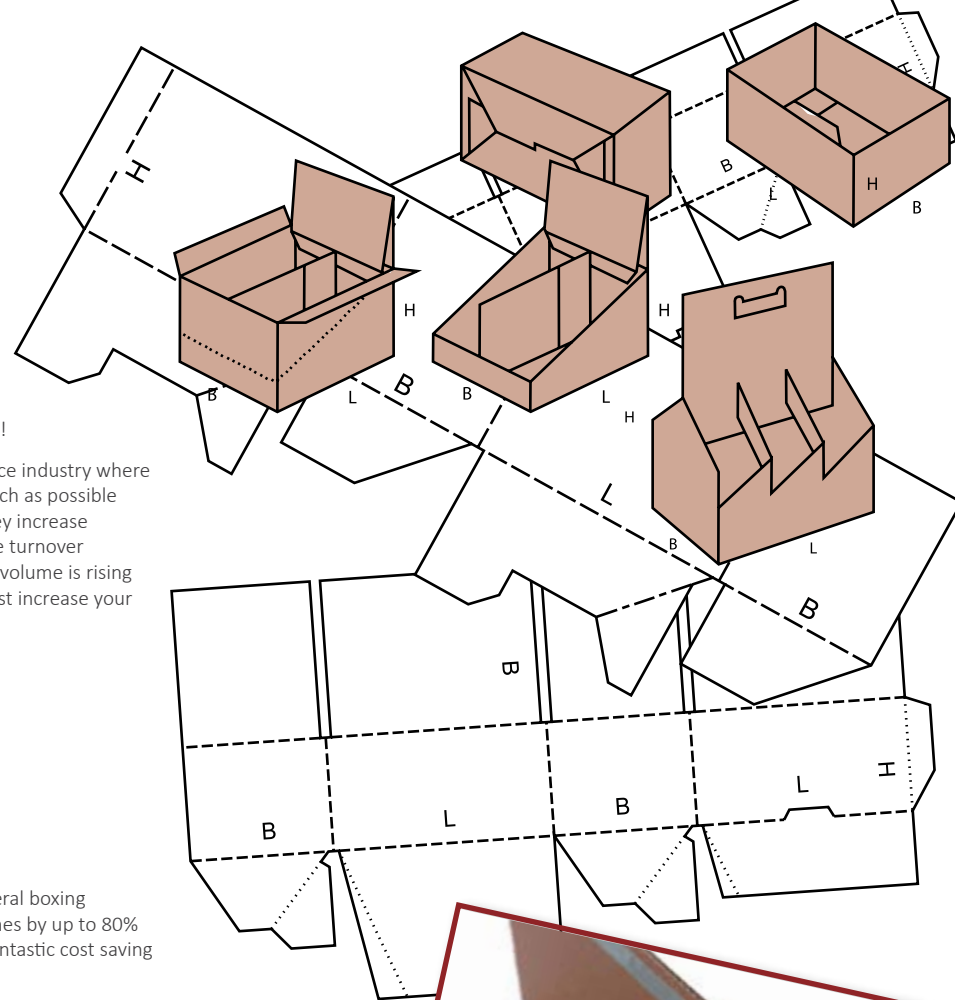 H
B
H
H
L
B
H
H
B
B
L
B
L
H
!
ce industry where
ch as possible
ey increase
e turnover
volume is rising
st increase your
L
B
L
B
B
H
L
B
L
B
eral boxing
nes by up to 80%
ntastic cost saving